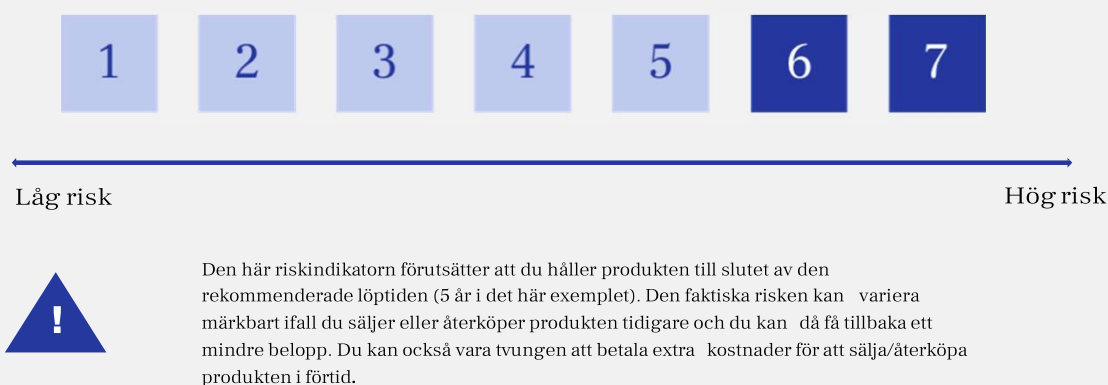 1 2 3 4 5 6 7
Låg risk Hög risk
Den här riskindikatorn förutsätter att du håller produkten till slutet av den
rekommenderade löptiden (5 år i det här exemplet). Den faktiska risken kan variera
! märkbart ifall du säljer eller återköper produkten tidigare och du kan då få tillbaka ett
mindre belopp. Du kan också vara tvungen att betala extra kostnader för att sälja/återköpa
produkten i förtid.